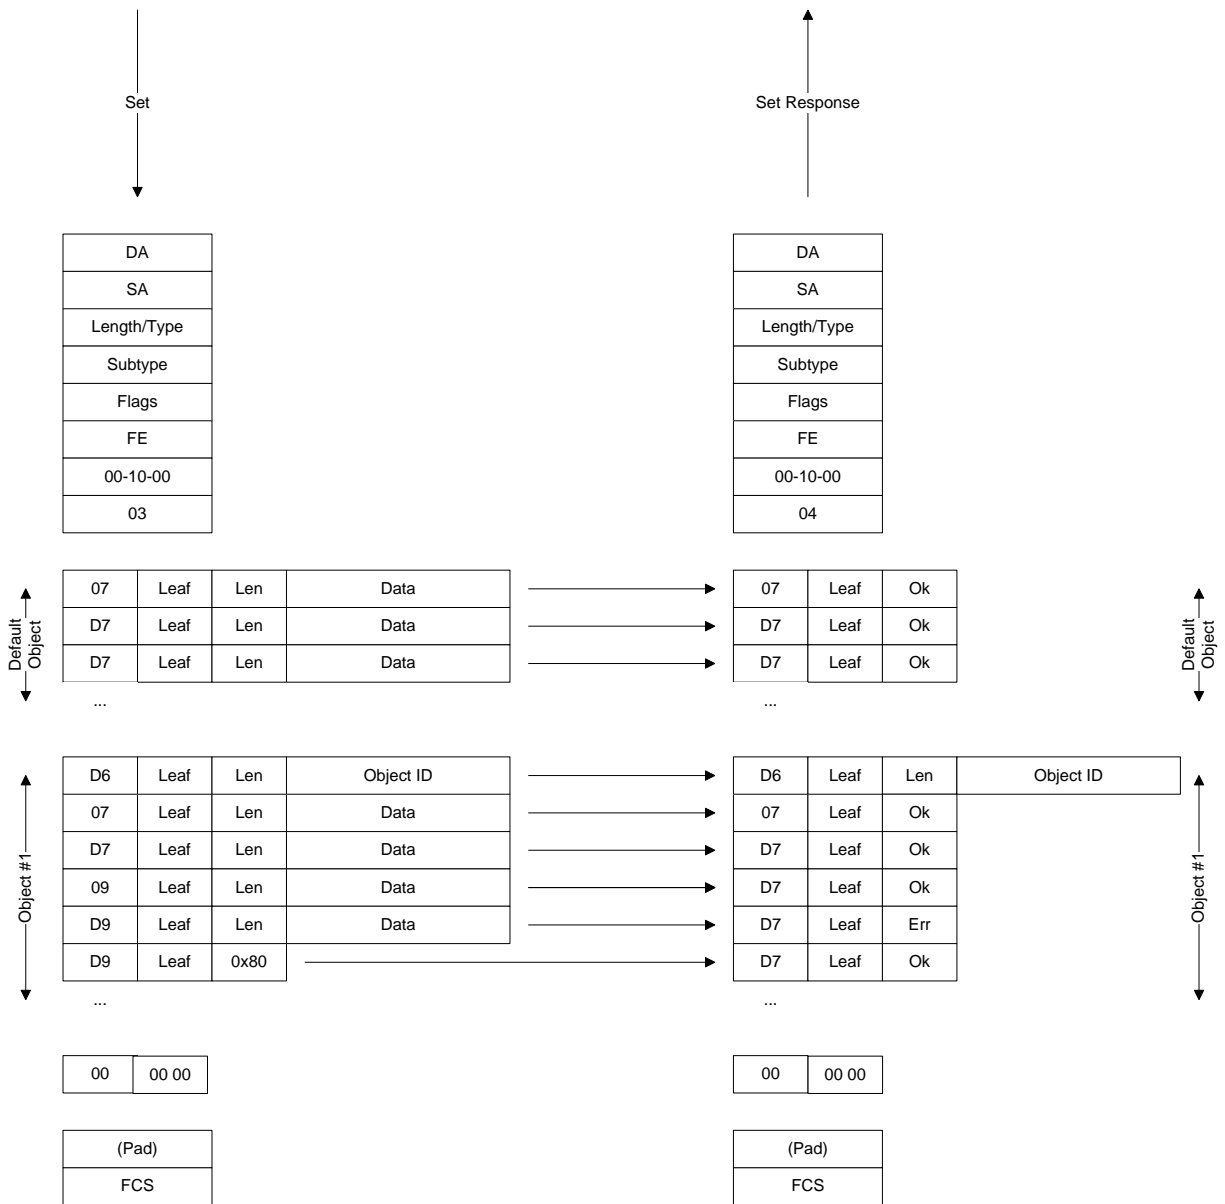 Set
Set Response
DA
DA
SA
SA
Length/Type
Length/Type
Subtype
Subtype
Flags
Flags
FE
FE
00-10-00
00-10-00
03
04
Default
Object
07 Leaf Len Data
07 Leaf Ok
D7 Leaf Len Data
D7 Leaf Ok
D7 Leaf Len Data
D7 Leaf Ok
...
...
Default
Object
Object #1
D6 Leaf Len Object ID
D6 Leaf Len Object ID
07 Leaf Len Data
07 Leaf Ok
D7 Leaf Len Data
D7 Leaf Ok
09 Leaf Len Data
D7 Leaf Ok
D9 Leaf Len Data
D7 Leaf Err
D9 Leaf 0x80
D7 Leaf Ok
...
...
Object #1
00 00 00
00 00 00
(Pad)
(Pad)
FCS
FCS